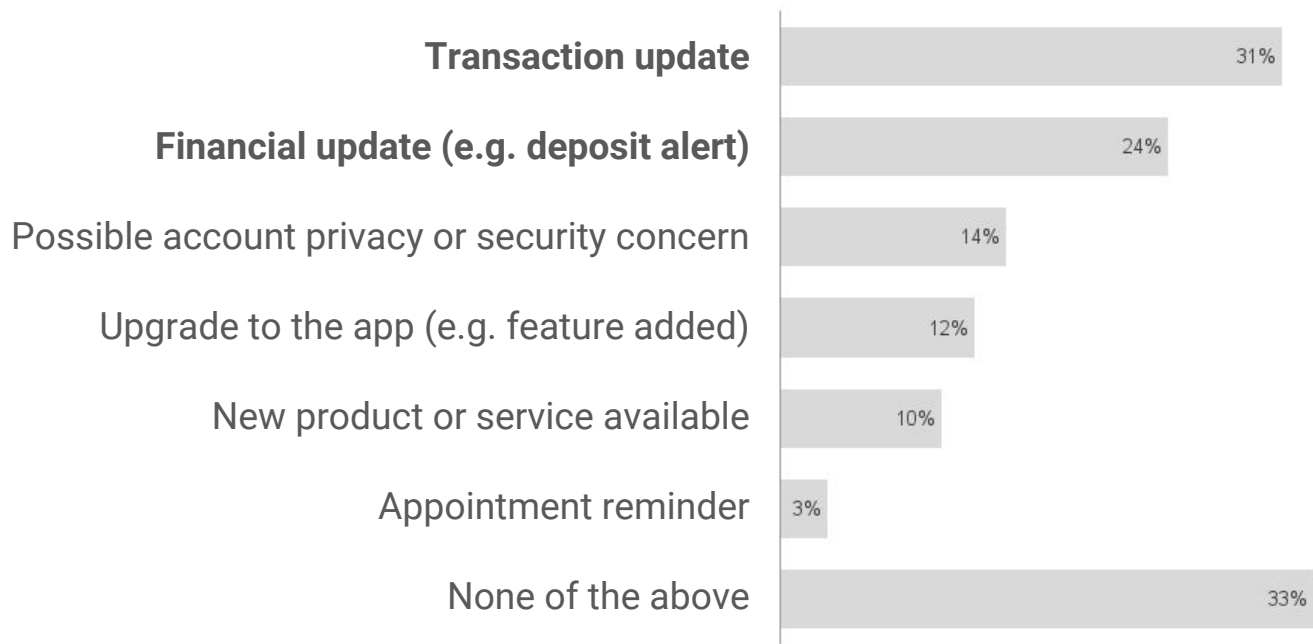 Transaction update 31%
Financial update (e.g. deposit alert) 24%
Possible account privacy or security concern 14%
Upgrade to the app (e.g. feature added) 12%
New product or service available 10%
Appointment reminder 3%
None of the above 33%